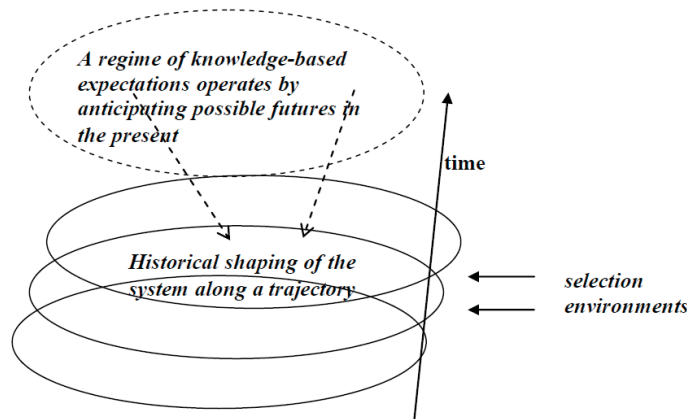 A regime of knowledge-based
expectations operates by
anticipating possible futures in
the present
time
Historical shaping of the
system along a trajectory
selection
environments